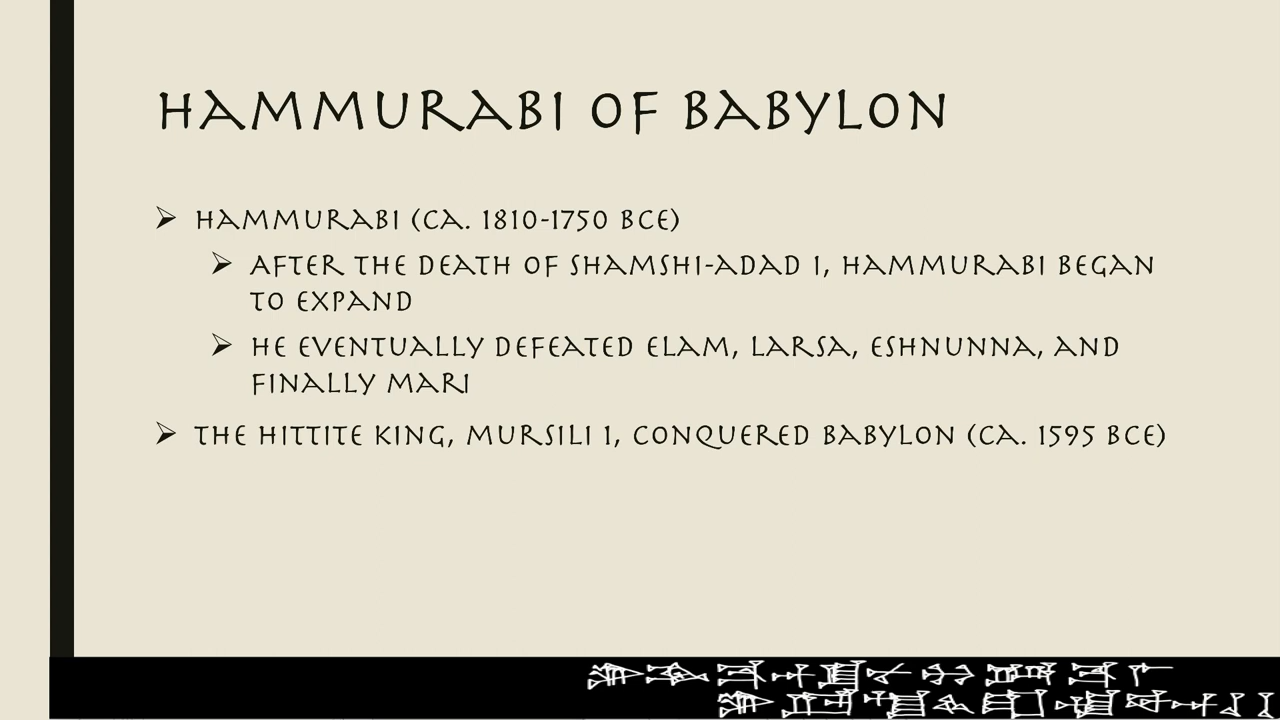 Hammurabi of Babylon
➢ Hammurabi (ca. 1810-1750 BCE)
➢ After the death of Shamshi-Adad I, Hammurabi began
to expand
➢ He eventually defeated Elam, Larsa, Eshnunna, and
finally Mari
➢ The Hittite king, Mursili I, conquered Babylon (ca. 1595 BCE)